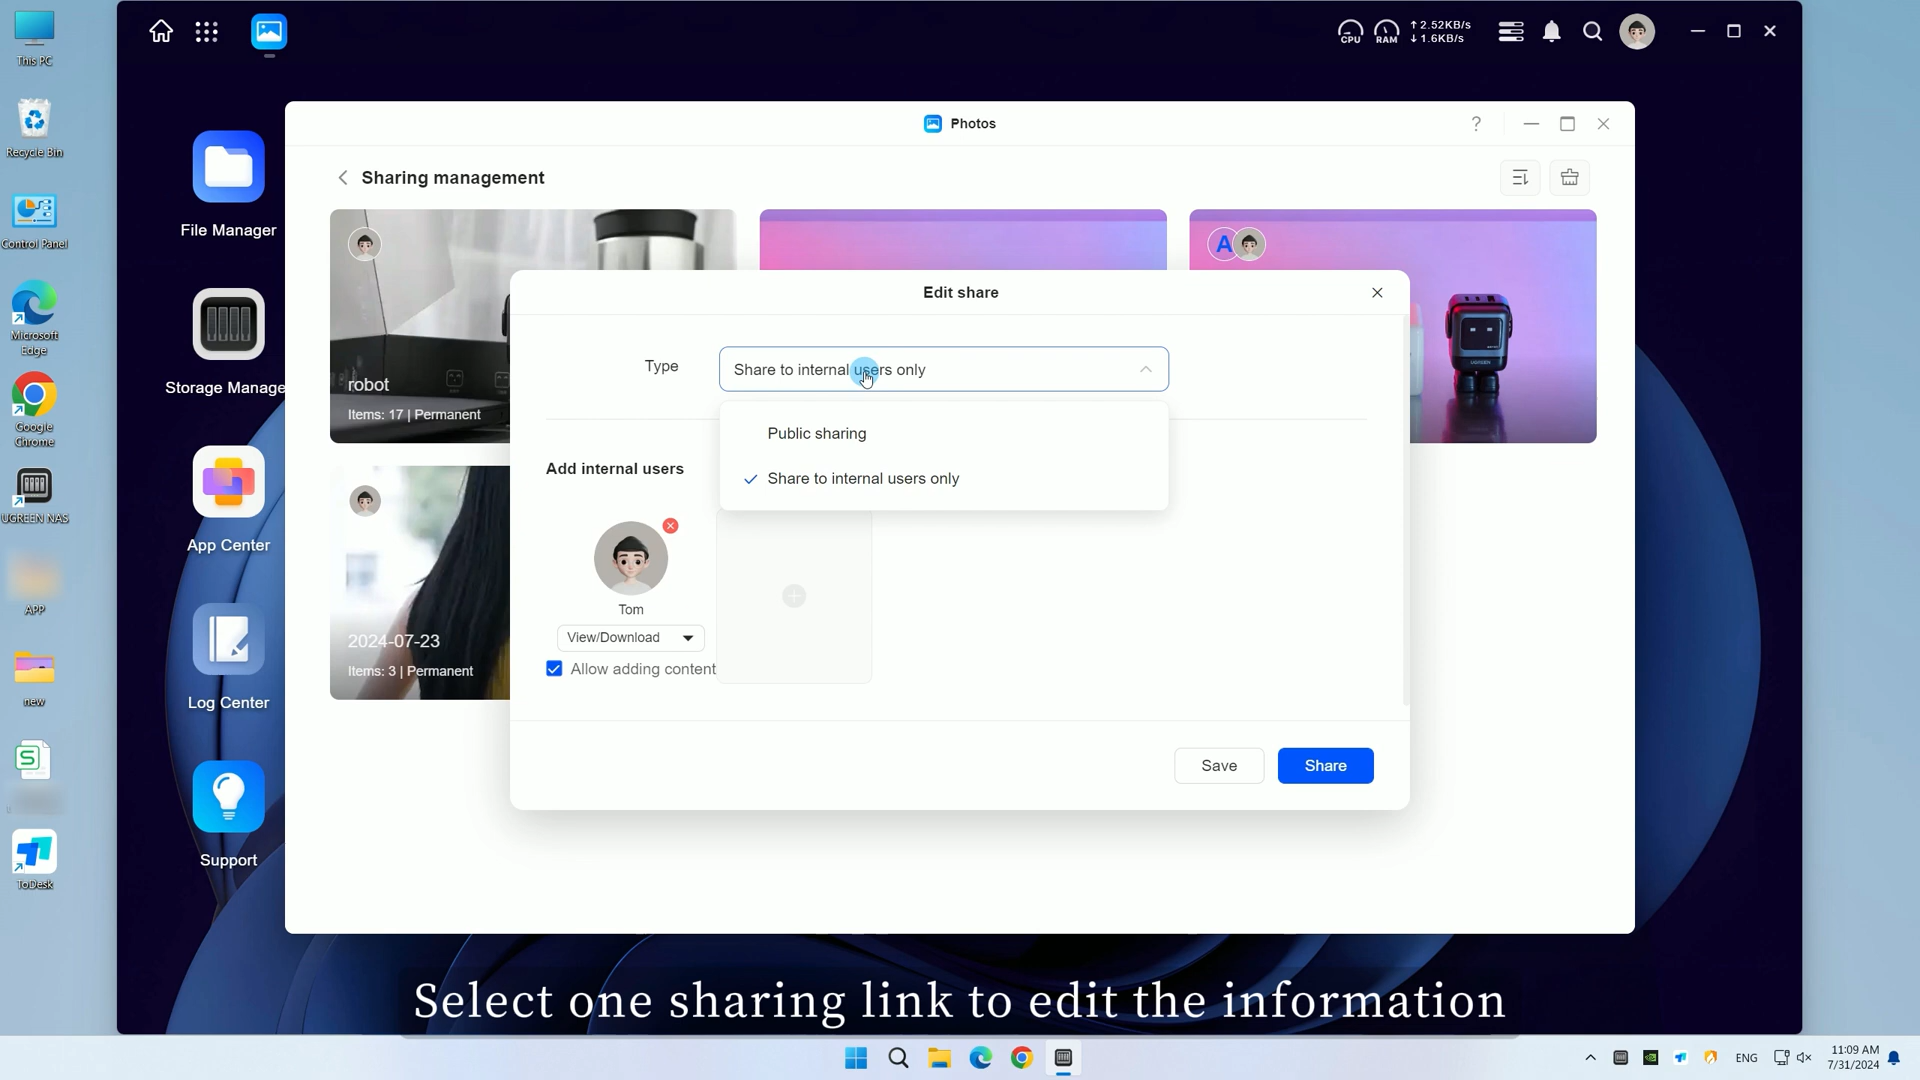 This PC
Recycle Bin
Control Panel
Microsoft
Edge
Google
Chrome
UGREEN NAS
APP
new
ToDesk
CPU
RAM
↑ 2.52KB/s
↓ 1.6KB/s
File Manager
Storage Manage
App Center
Log Center
Support
Photos
?
Sharing management
robot
Items: 17 | Permanent
A
UGREEN
2024-07-23
Items: 3 | Permanent
Edit share
Type
Share to internal users only
Public sharing
Share to internal users only
Add internal users
Tom
View/Download
Allow adding content
Save
Share
Select one sharing link to edit the information
ENG
11:09 AM
7/31/2024